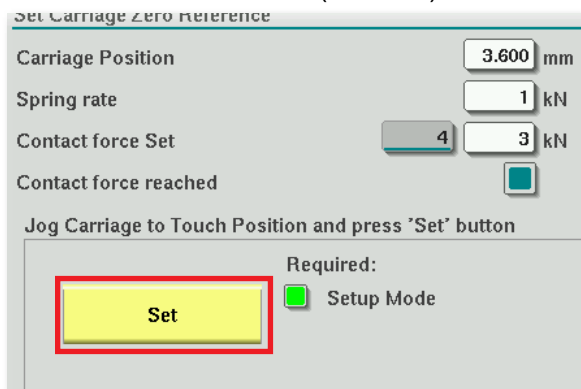 Set Carriage Zero Reference
Carriage Position 3.600 mm
Spring rate 1 kN
Contact force Set 4 3 kN
Contact force reached
Jog Carriage to Touch Position and press 'Set' button
Required:
Setup Mode
Set